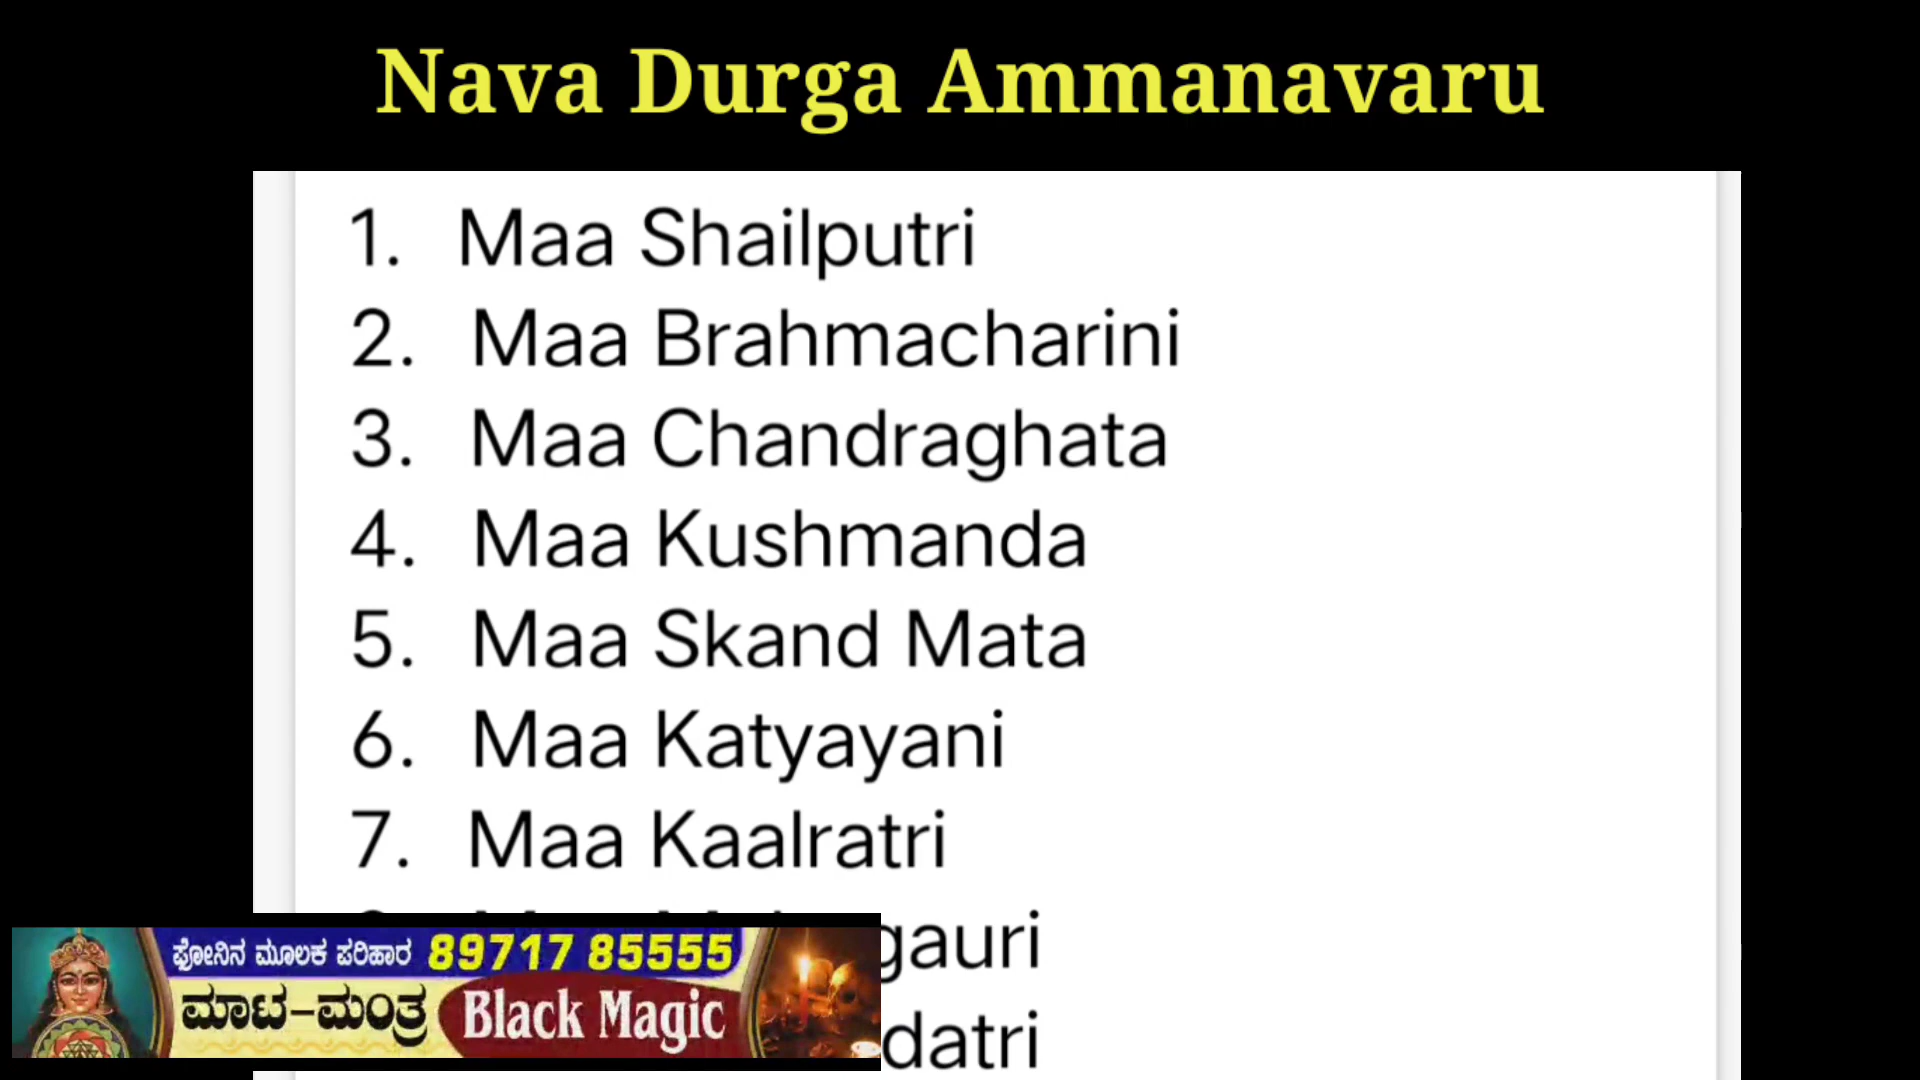 Nava Durga Ammanavaru
1. Maa Shailputri
2. Maa Brahmacharini
3. Maa Chandraghata
4. Maa Kushmanda
5. Maa Skand Mata
6. Maa Katyayani
7. Maa Kaalratri
gauri
datri
ಫೋನಿನ ಮೂಲಕ ಪರಿಹಾರ 89717 85555
ಮಾಟ-ಮಂತ್ರ Black Magic